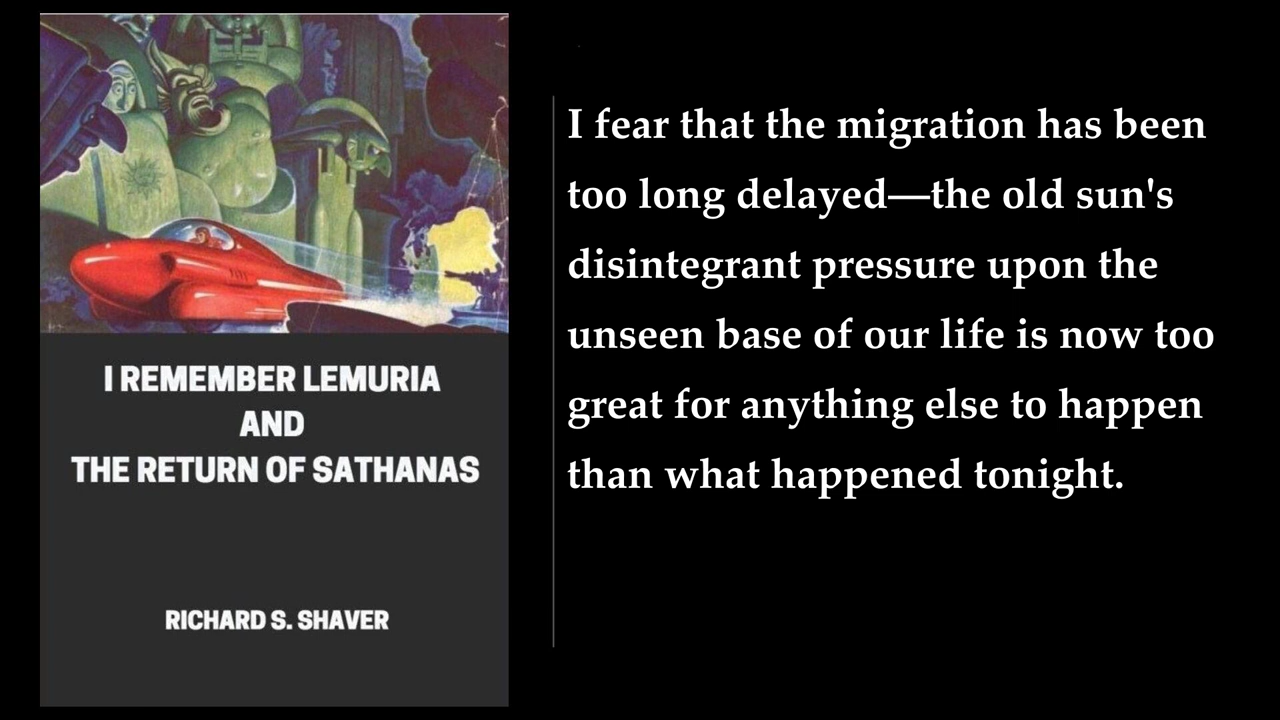 I REMEMBER LEMURIA
AND
THE RETURN OF SATHANAS
RICHARD S. SHAVER
I fear that the migration has been
too long delayed—the old sun's
disintegrant pressure upon the
unseen base of our life is now too
great for anything else to happen
than what happened tonight.